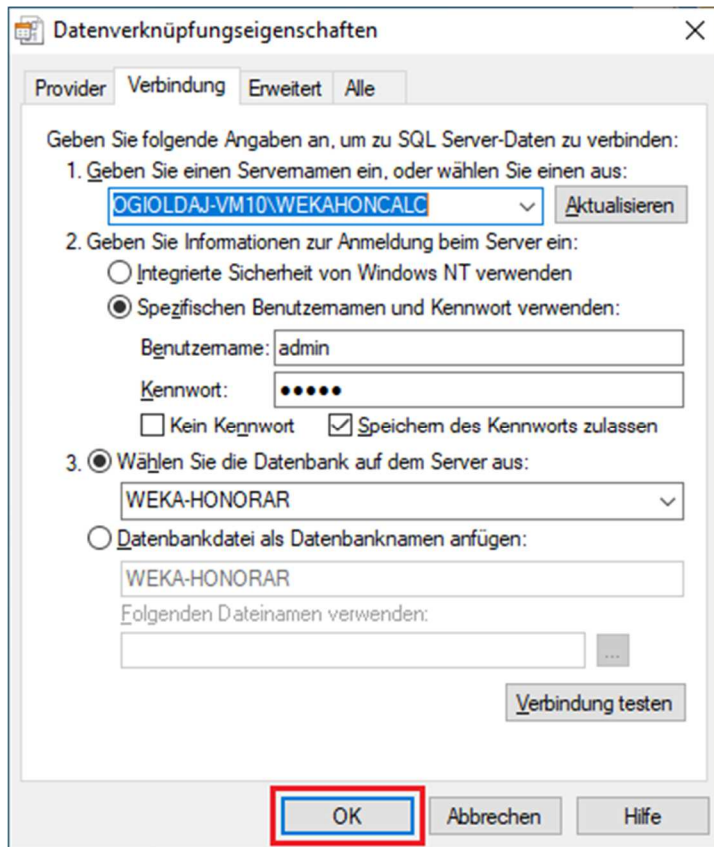 Datenverknüpfungseigenschaften
Provider Verbindung Erweitert Alle
Geben Sie folgende Angaben an, um zu SQL Server-Daten zu verbinden:
1. Geben Sie einen Servernamen ein, oder wählen Sie einen aus:
OGIOLDAJ-VM10\WEKAHONCALC Aktualisieren
2. Geben Sie Informationen zur Anmeldung beim Server ein:
Integrierte Sicherheit von Windows NT verwenden
Spezifischen Benutzernamen und Kennwort verwenden:
Benutzername: admin
Kennwort: •••••
Kein Kennwort Speichern des Kennworts zulassen
3. Wählen Sie die Datenbank auf dem Server aus:
WEKA-HONORAR
Datenbankdatei als Datenbanknamen anfügen:
WEKA-HONORAR
Folgenden Dateinamen verwenden:
...
Verbindung testen
OK Abbrechen Hilfe